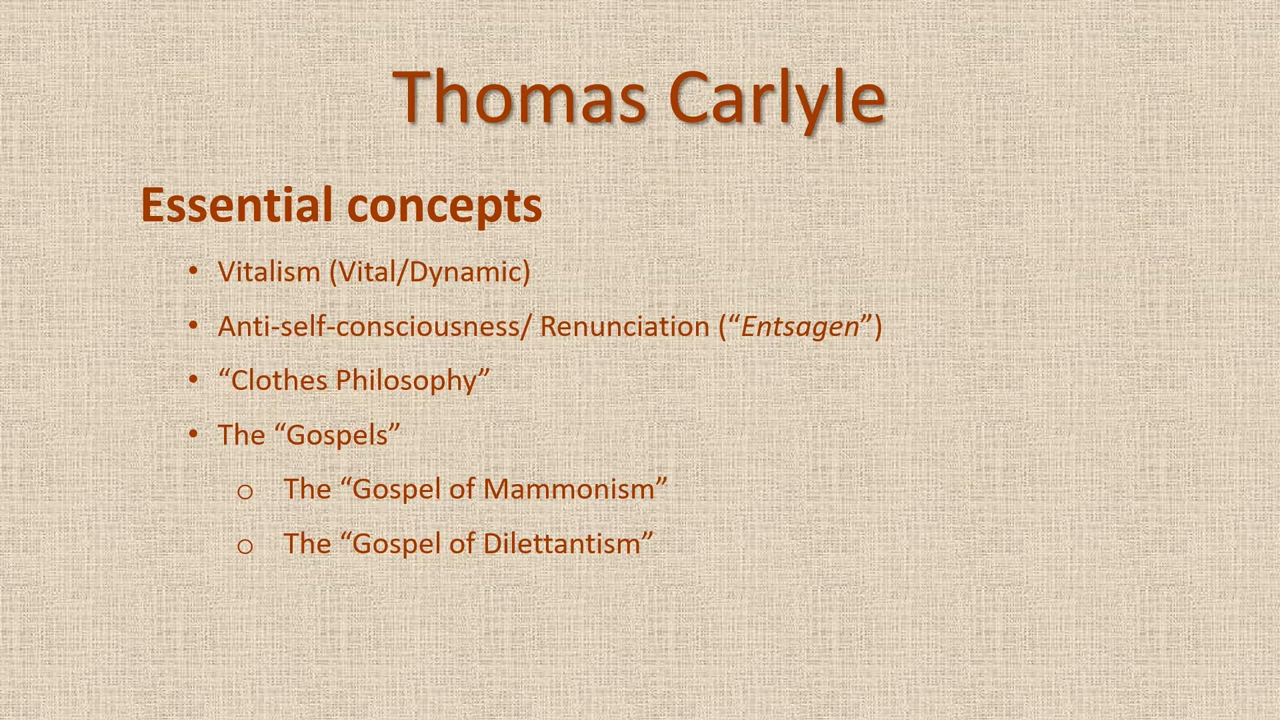 Thomas Carlyle
Essential concepts
• Vitalism (Vital/Dynamic)
• Anti-self-consciousness/ Renunciation (“Entsagen”)
• “Clothes Philosophy”
• The “Gospels”
o The “Gospel of Mammonism”
o The “Gospel of Dilettantism”